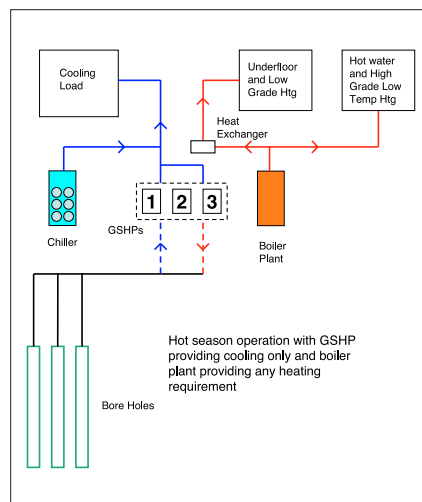 Cooling
Load
Underfloor
and Low
Grade Htg
Hot water
and High
Grade Low
Temp Htg
Heat
Exchanger
1 2 3
GSHPs
Chiller
Boiler
Plant
Hot season operation with GSHP
providing cooling only and boiler
plant providing any heating
requirement
Bore Holes